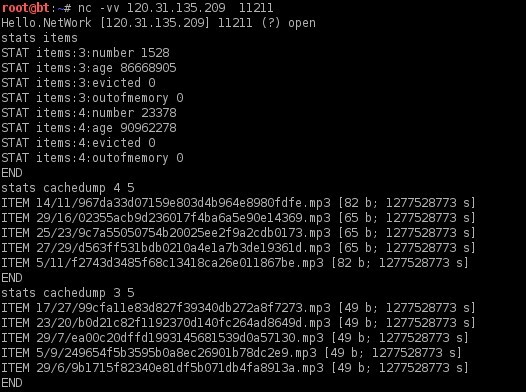 root@bt:~# nc -vv 120.31.135.209  11211
Hello.NetWork [120.31.135.209] 11211 (?) open
stats items
STAT items:3:number 1528
STAT items:3:age 86668905
STAT items:3:evicted 0
STAT items:3:outofmemory 0
STAT items:4:number 23378
STAT items:4:age 90962278
STAT items:4:evicted 0
STAT items:4:outofmemory 0
END
stats cachedump 4 5
ITEM 14/11/967da33d07159e803d4b964e8980fdfe.mp3 [82 b; 1277528773 s]
ITEM 29/16/02355acb9d236017f4ba6a5e90e14369.mp3 [65 b; 1277528773 s]
ITEM 25/23/9c7a55050754b20025ee2f9a2cdb0173.mp3 [65 b; 1277528773 s]
ITEM 27/29/d563ff531bdb0210a4e1a7b3de19361d.mp3 [65 b; 1277528773 s]
ITEM 5/11/f2743d3485f68c13418ca26e011867be.mp3 [82 b; 1277528773 s]
END
stats cachedump 3 5
ITEM 17/27/99cfa11e83d827f39340db272a8f7273.mp3 [49 b; 1277528773 s]
ITEM 23/20/b0d21c82f1192370d140fc264ad8649d.mp3 [49 b; 1277528773 s]
ITEM 29/7/ea00c20dffd1993145681539d0a57130.mp3 [49 b; 1277528773 s]
ITEM 5/9/249654f5b3595b0a8ec26901b78dc2e9.mp3 [49 b; 1277528773 s]
ITEM 29/6/9b1715f82340e81df5b071db4fa8913a.mp3 [49 b; 1277528773 s]
END